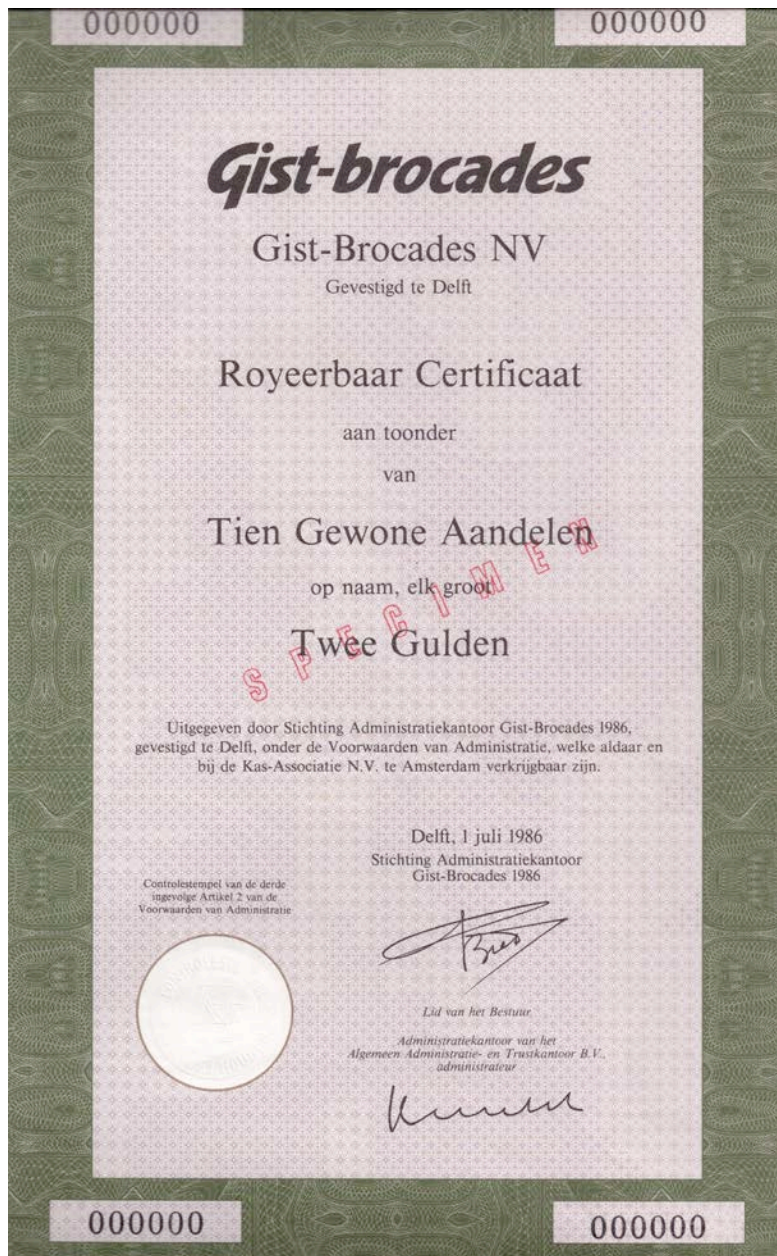 000000
000000
Gist-brocades
Gist-Brocades NV
Gevestigd te Delft
Royeerbaar Certificaat
aan toonder
van
Tien Gewone Aandelen
op naam, elk groot
Twee Gulden
SPECIMEN
Uitgegeven door Stichting Administratiekantoor Gist-Brocades 1986,
gevestigd te Delft, onder de Voorwaarden van Administratie, welke aldaar en
bij de Kas-Associatie N.V. te Amsterdam verkrijgbaar zijn.
Delft, 1 juli 1986
Stichting Administratiekantoor
Gist-Brocades 1986
Controlestempel van de derde
ingevolge Artikel 2 van de
Voorwaarden van Administratie
Lid van het Bestuur
Administratiekantoor van het
Algemeen Administratie- en Trustkantoor B.V.,
administrateur
000000
000000